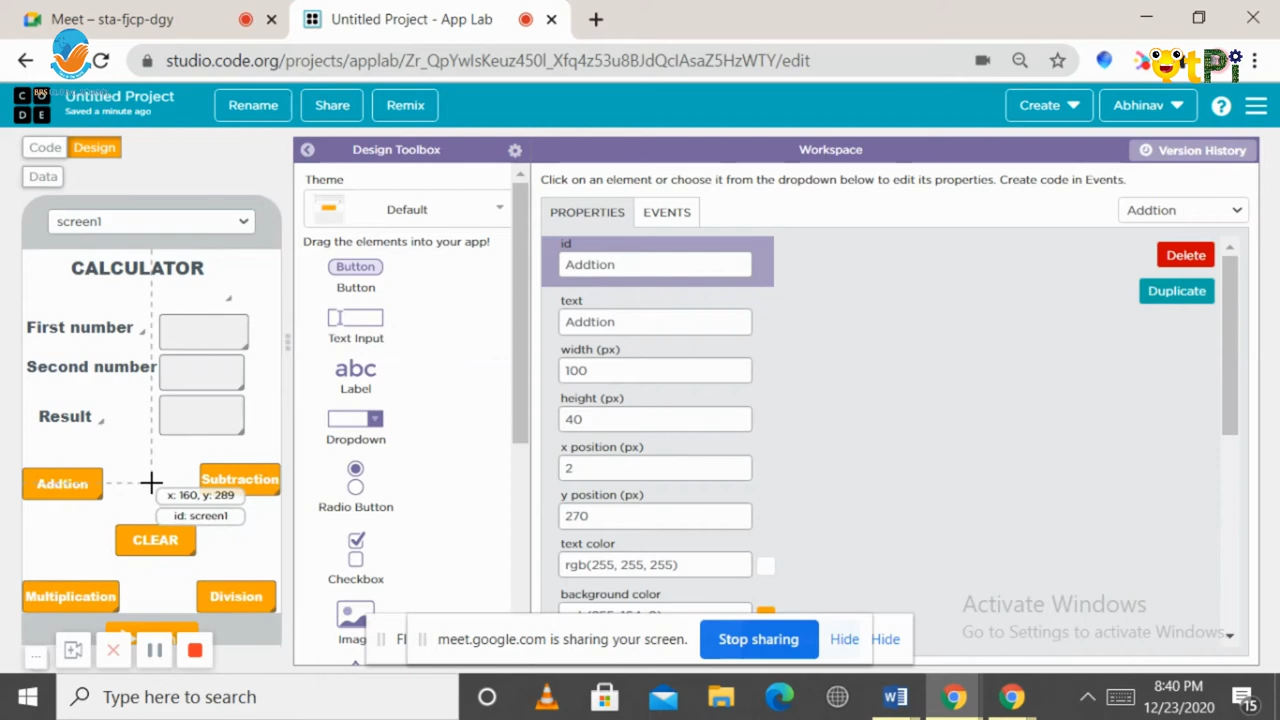 Meet – sta-fjcp-dgy
Untitled Project - App Lab
studio.code.org/projects/applab/Zr_QpYwIsKeuz450l_Xfq4z53u8BJdQclAsaZ5HzWTY/edit
tPi
C O D E
Untitled Project
Saved a minute ago
Rename
Share
Remix
Create
Abhinav
?
Code
Design
Data
Design Toolbox
Workspace
Version History
Theme
Default
Drag the elements into your app!
Click on an element or choose it from the dropdown below to edit its properties. Create code in Events.
PROPERTIES
EVENTS
Addtion
Delete
Duplicate
screen1
CALCULATOR
First number
Second number
Result
Addtion
Subtraction
x: 160, y: 289
id: screen1
CLEAR
Multiplication
Division
Button
Button
Text Input
abc
Label
Dropdown
Radio Button
Checkbox
Imag
id
Addtion
text
Addtion
width (px)
100
height (px)
40
x position (px)
2
y position (px)
270
text color
rgb(255, 255, 255)
background color
Activate Windows
Go to Settings to activate Windows.
meet.google.com is sharing your screen.
Stop sharing
Hide
Hide
Type here to search
8:40 PM
12/23/2020
15